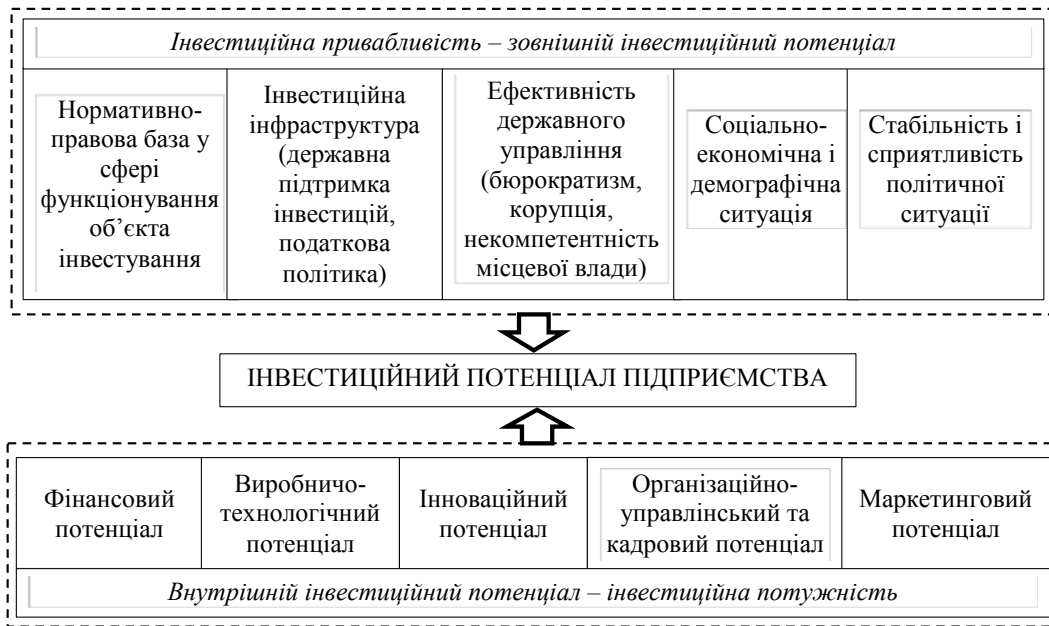 Інвестиційна привабливість – зовнішній інвестиційний потенціал
Нормативно-
правова база у
сфері
функціонування
об’єкта
інвестування
Інвестиційна
інфраструктура
(державна
підтримка
інвестицій,
податкова
політика)
Ефективність
державного
управління
(бюрократизм,
корупція,
некомпетентність
місцевої влади)
Соціально-
економічна і
демографічна
ситуація
Стабільність і
сприятливість
політичної
ситуації
ІНВЕСТИЦІЙНИЙ ПОТЕНЦІАЛ ПІДПРИЄМСТВА
Фінансовий
потенціал
Виробничо-
технологічний
потенціал
Інноваційний
потенціал
Організаційно-
управлінський та
кадровий потенціал
Маркетинговий
потенціал
Внутрішній інвестиційний потенціал – інвестиційна потужність